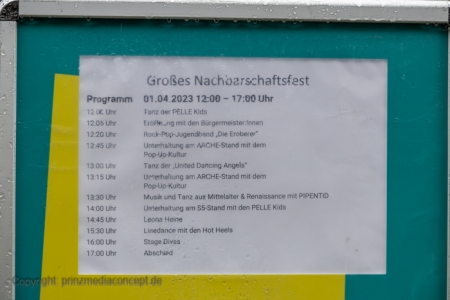 Großes Nachbarschaftsfest
Programm 01.04.2023 12:00 – 17:00 Uhr
12:00 Uhr Tanz der PELLE Kids
12:05 Uhr Eröffnung mit den Bürgermeister:innen
12:20 Uhr Rock-Pop-Jugendband „Die Eroberer"
12:45 Uhr Unterhaltung am ARCHE-Stand mit dem
Pop-Up-Kultur
13:00 Uhr Tanz der „United Dancing Angels"
13:15 Uhr Unterhaltung am ARCHE-Stand mit dem
Pop-Up-Kultur
13:30 Uhr Musik und Tanz aus Mittelalter & Renaissance mit PIPENTID
14:00 Uhr Unterhaltung am S5-Stand mit den PELLE Kids
14:45 Uhr Leona Heine
15:30 Uhr Linedance mit den Hot Heels
16:00 Uhr Stage Divas
17:00 Uhr Abschied
Copyright prinzmediaconcept.de